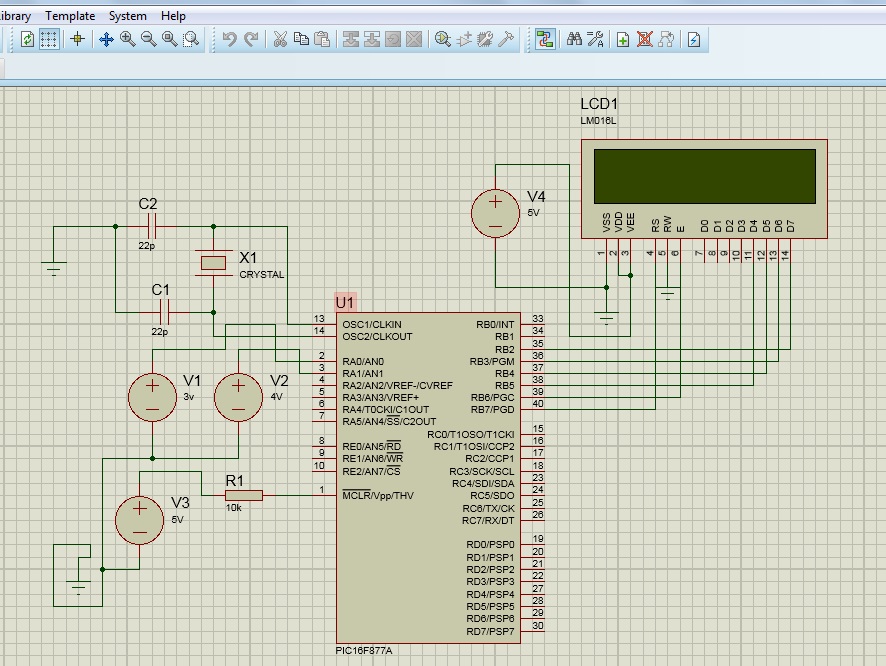 ibrary Template System Help
LCD1
LM016L
VSS
VDD
VEE
RS
RW
E
D0
D1
D2
D3
D4
D5
D6
D7
1
2
3
4
5
6
7
8
9
10
11
12
13
14
V4
5V
C2
22p
X1
CRYSTAL
C1
22p
V1
3v
V2
4V
V3
5V
R1
10k
U1
13 OSC1/CLKIN
14 OSC2/CLKOUT
2 RA0/AN0
3 RA1/AN1
4 RA2/AN2/VREF-/CVREF
5 RA3/AN3/VREF+
6 RA4/T0CKI/C1OUT
7 RA5/AN4/SS/C2OUT
8 RE0/AN5/RD
9 RE1/AN6/WR
10 RE2/AN7/CS
1 MCLR/Vpp/THV
RB0/INT 33
RB1 34
RB2 35
RB3/PGM 36
RB4 37
RB5 38
RB6/PGC 39
RB7/PGD 40
RC0/T1OSO/T1CKI 15
RC1/T1OSI/CCP2 16
RC2/CCP1 17
RC3/SCK/SCL 18
RC4/SDI/SDA 23
RC5/SDO 24
RC6/TX/CK 25
RC7/RX/DT 26
RD0/PSP0 19
RD1/PSP1 20
RD2/PSP2 21
RD3/PSP3 22
RD4/PSP4 27
RD5/PSP5 28
RD6/PSP6 29
RD7/PSP7 30
PIC16F877A